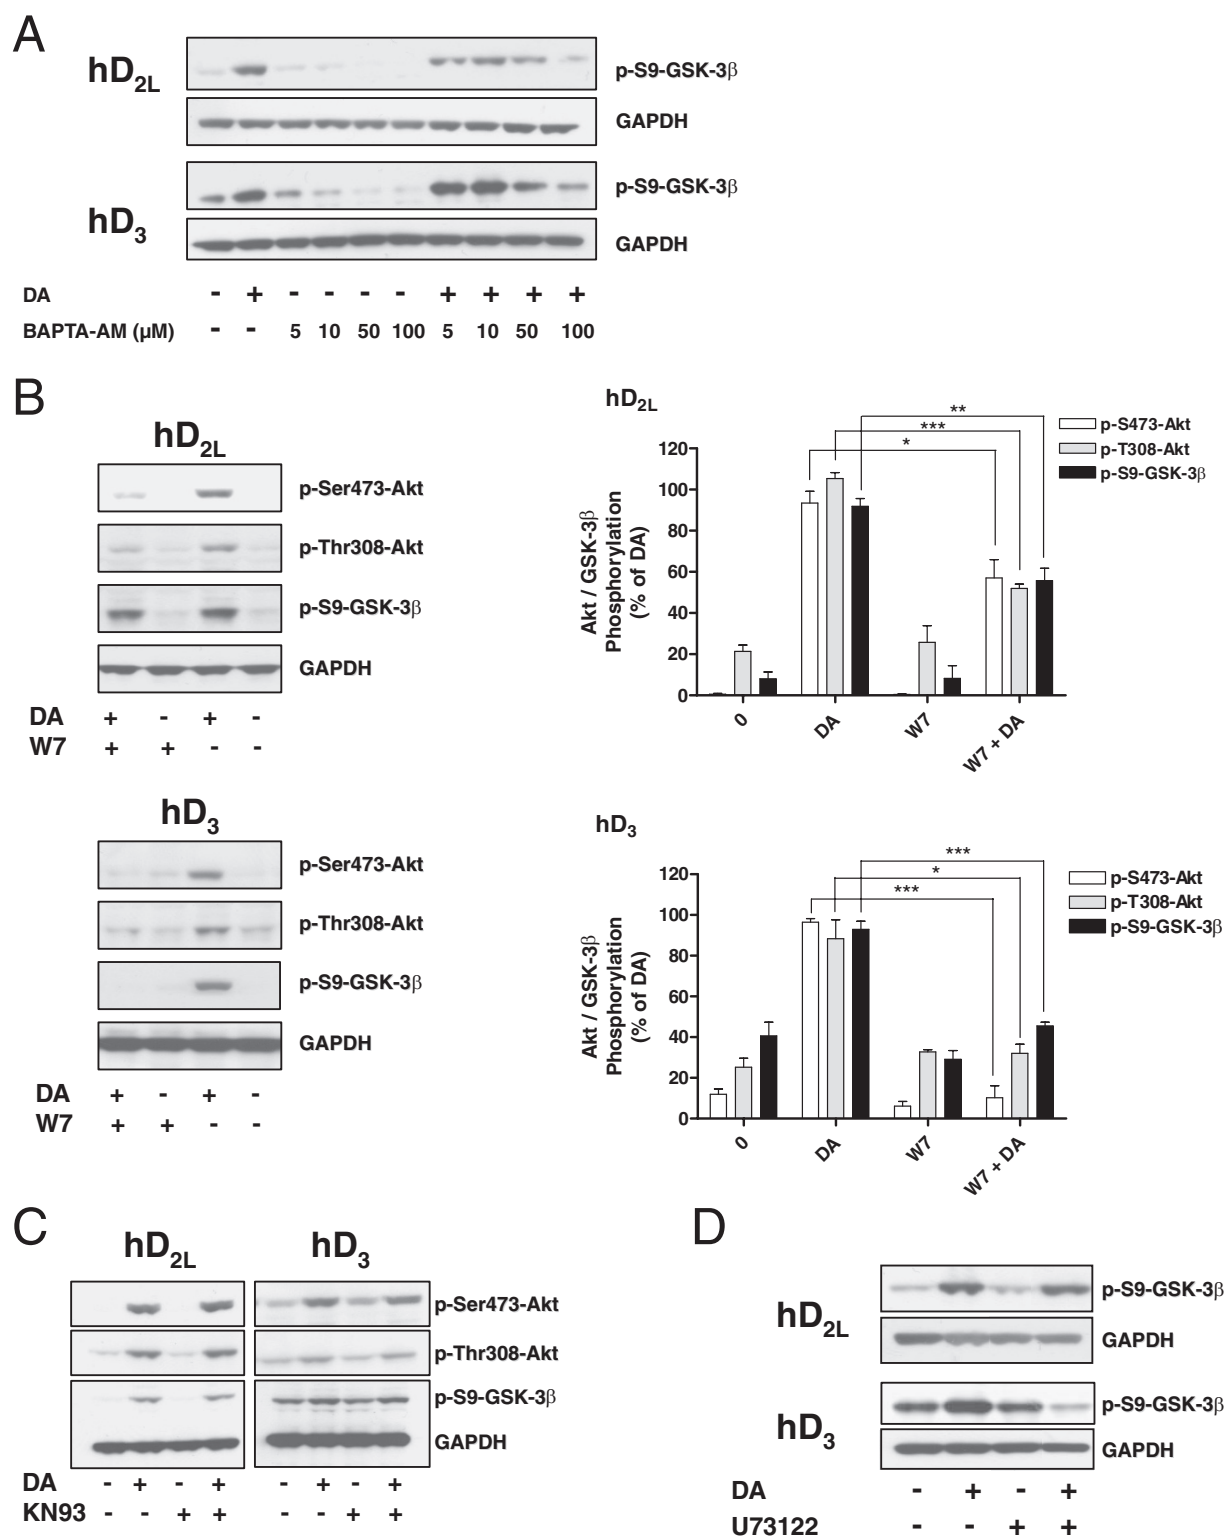 A
hD2L
p-S9-GSK-3β
GAPDH
hD3
p-S9-GSK-3β
GAPDH
DA - + - - - - + + + +
BAPTA-AM (µM) - - 5 10 50 100 5 10 50 100
B
hD2L
p-Ser473-Akt
p-Thr308-Akt
p-S9-GSK-3β
GAPDH
DA + - + -
W7 + + - -
hD2L
**
***
*
p-S473-Akt
p-T308-Akt
p-S9-GSK-3β
Akt / GSK-3β
Phosphorylation
(% of DA)
120
100
80
60
40
20
0
0 DA W7 W7 + DA
hD3
p-Ser473-Akt
p-Thr308-Akt
p-S9-GSK-3β
GAPDH
DA + - + -
W7 + + - -
hD3
***
*
***
p-S473-Akt
p-T308-Akt
p-S9-GSK-3β
Akt / GSK-3β
Phosphorylation
(% of DA)
120
100
80
60
40
20
0
0 DA W7 W7 + DA
C
hD2L hD3
p-Ser473-Akt
p-Thr308-Akt
p-S9-GSK-3β
GAPDH
DA - + - + - + - +
KN93 - - + + - - + +
D
hD2L
p-S9-GSK-3β
GAPDH
hD3
p-S9-GSK-3β
GAPDH
DA - + - +
U73122 - - + +